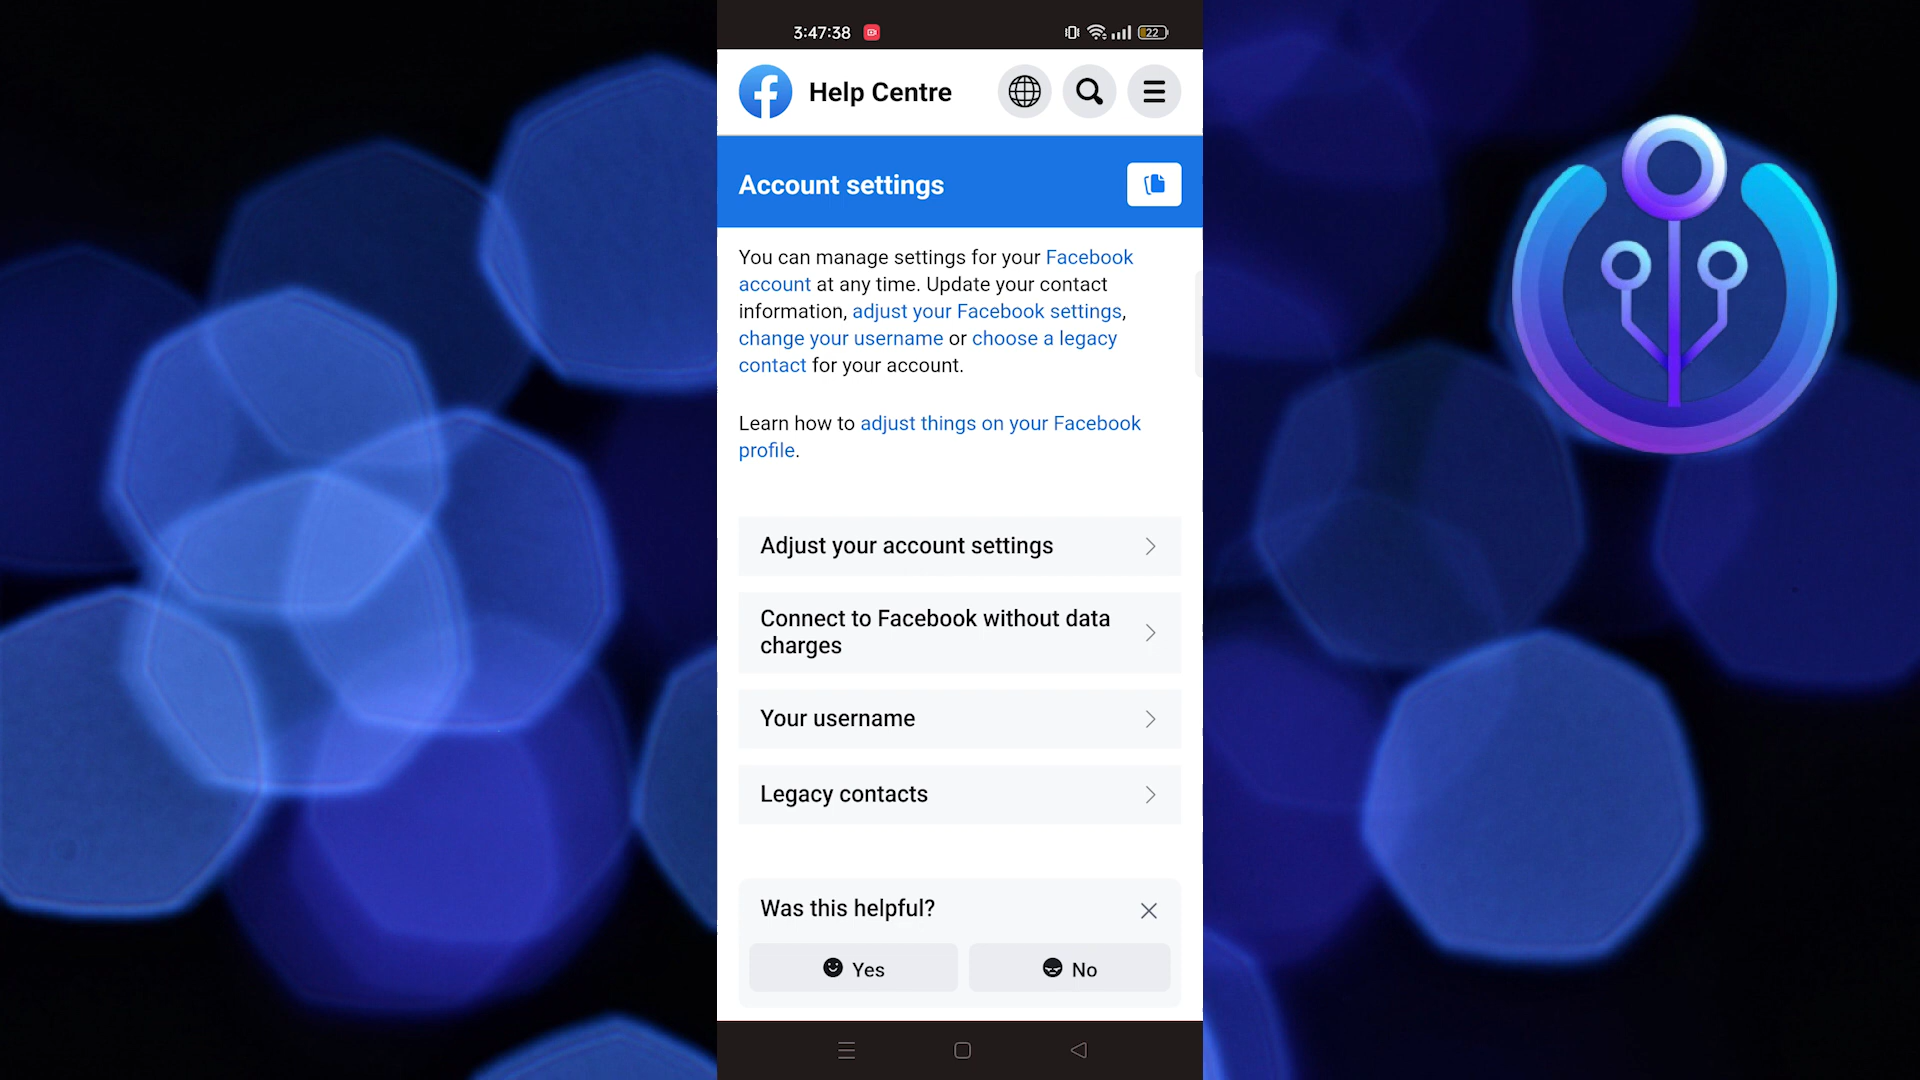 3:47:38
22
Help Centre
Account settings
You can manage settings for your Facebook
account at any time. Update your contact
information, adjust your Facebook settings,
change your username or choose a legacy
contact for your account.
Learn how to adjust things on your Facebook
profile.
Adjust your account settings
Connect to Facebook without data
charges
Your username
Legacy contacts
Was this helpful?
Yes
No